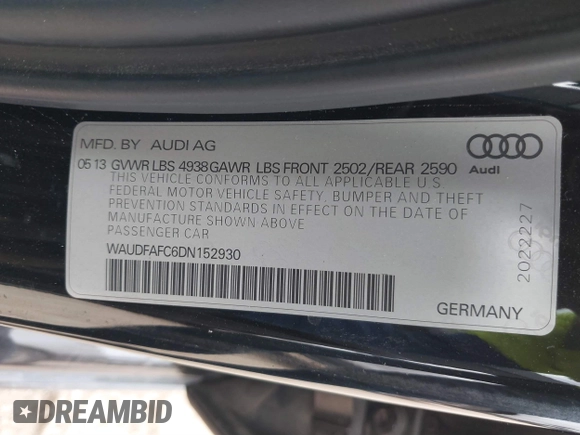 MFD. BY AUDI AG
05 13 GVWR LBS 4938 GAWR LBS FRONT 2502/REAR 2590
THIS VEHICLE CONFORMS TO ALL APPLICABLE U.S
FEDERAL MOTOR VEHICLE SAFETY, BUMPER AND THEFT
PREVENTION STANDARDS IN EFFECT ON THE DATE OF
MANUFACTURE SHOWN ABOVE
PASSENGER CAR
WAUDFAFC6DN152930
Audi
2022227
GERMANY
DREAMBID